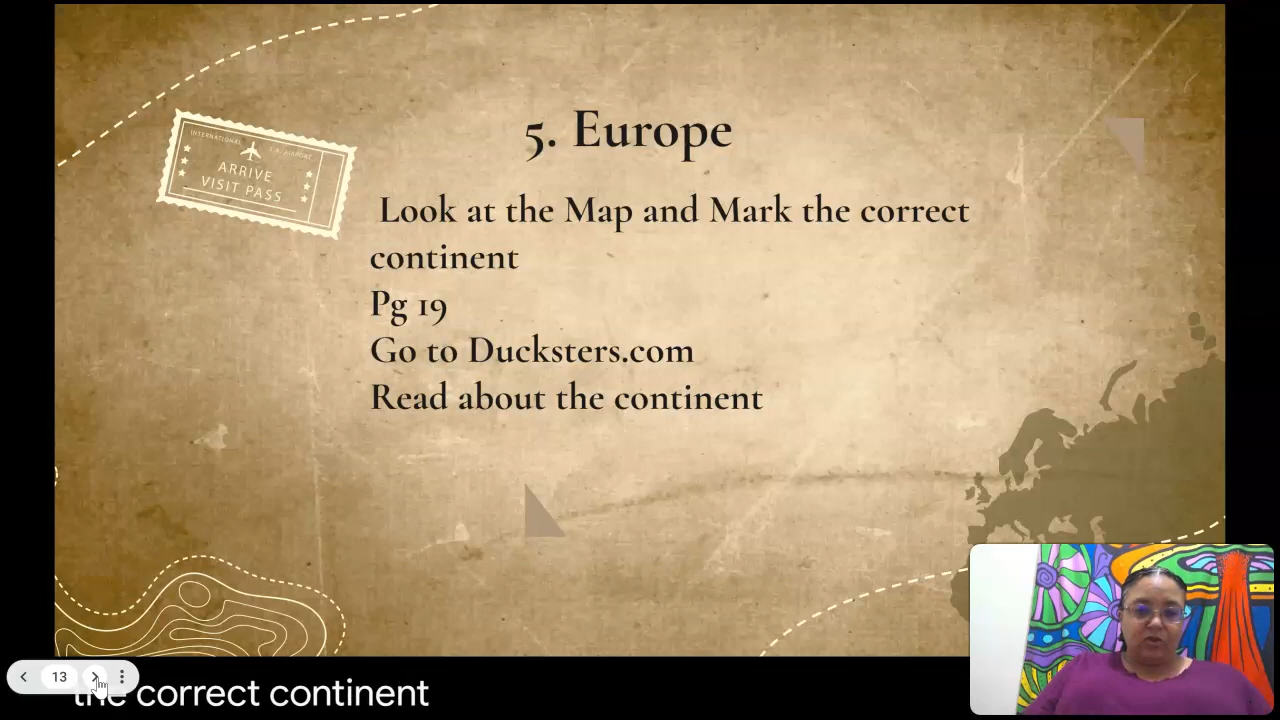 5. Europe
INTERNATIONAL
ARRIVE
VISIT PASS
Look at the Map and Mark the correct
continent
Pg 19
Go to Ducksters.com
Read about the continent
13
the correct continent